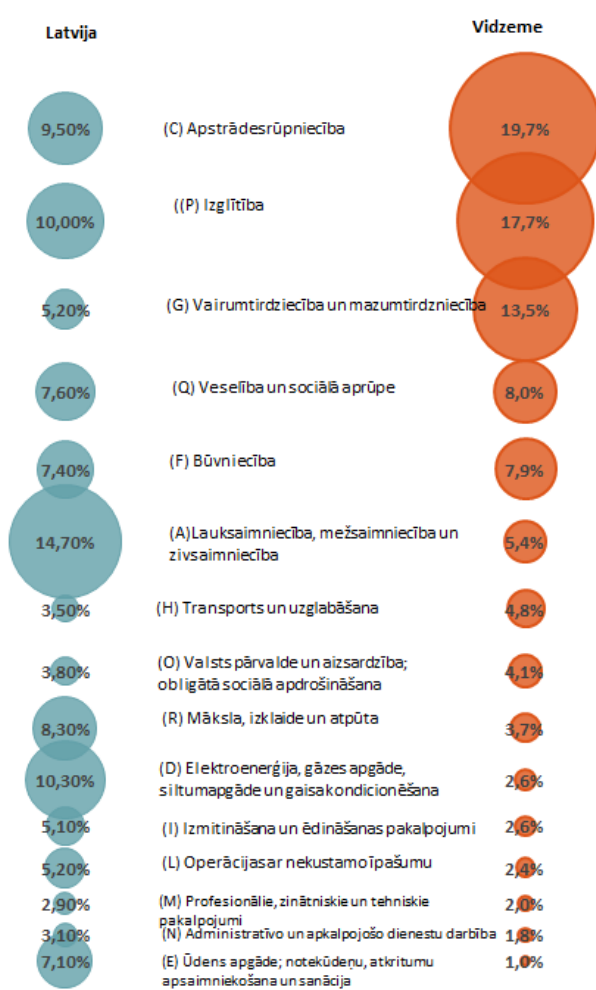 Latvija
Vidzeme
9,50% (C) Apstrādesrūpniecība 19,7%
10,00% ((P) Izglītība 17,7%
5,20% (G) Vairumtirdziecība un mazumtirdzniecība 13,5%
7,60% (Q) Veselība un sociālā aprūpe 8,0%
7,40% (F) Būvniecība 7,9%
14,70% (A)Lauksaimniecība, mežsaimniecība un 5,4%
zivsaimniecība
3,50% (H) Transports un uzglabāšana 4,8%
3,80% (O) Valsts pārvalde un aizsardzība; 4,1%
obligātā sociālā apdrošināšana
8,30% (R) Māksla, izklaide un atpūta 3,7%
10,30% (D) Elektroenerģija, gāzes apgāde, 2,6%
siltumapgāde un gaisa kondicionēšana
5,10% (I) Izmitināšana un ēdināšanas pakalpojumi 2,6%
5,20% (L) Operācijas ar nekustamo īpašumu 2,4%
2,90% (M) Profesionālie, zinātniskie un tehniskie 2,0%
pakalpojumi
3,10% (N) Administratīvo un apkalpojošo dienestu darbība 1,8%
7,10% (E) Ūdens apgāde; notekūdeņu, atkritumu 1,0%
apsaimniekošana un sanācija